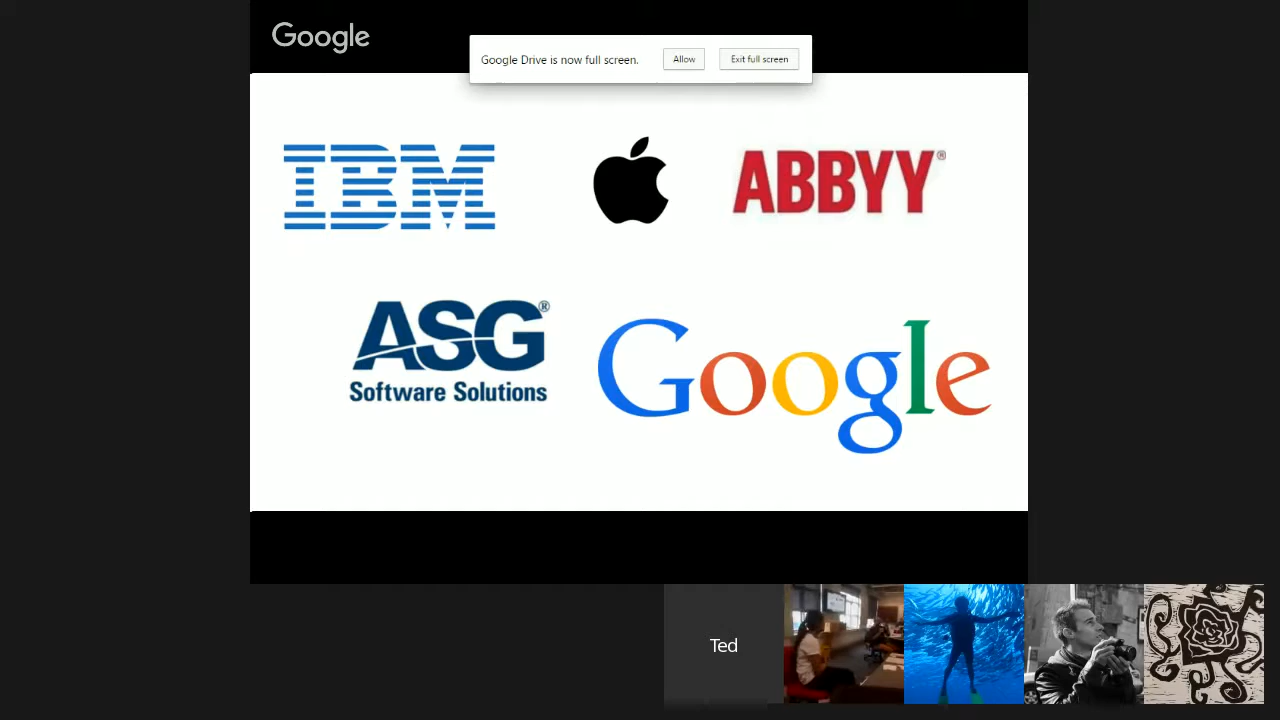 Google
Google Drive is now full screen. Allow Exit full screen
IBM
ABBYY®
ASG®
Software Solutions
Google
Ted